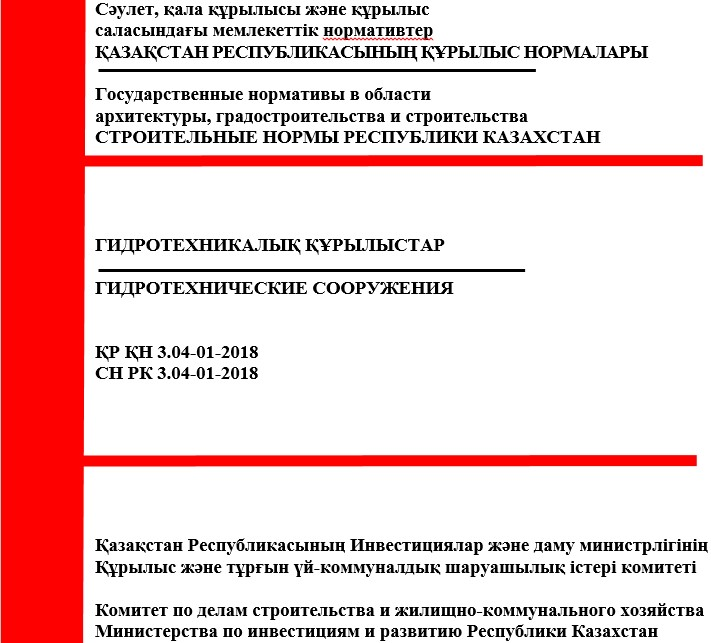 Сәулет, қала құрылысы және құрылыс
саласындағы мемлекеттік нормативтер
ҚАЗАҚСТАН РЕСПУБЛИКАСЫНЫҢ ҚҰРЫЛЫС НОРМАЛАРЫ
Государственные нормативы в области
архитектуры, градостроительства и строительства
СТРОИТЕЛЬНЫЕ НОРМЫ РЕСПУБЛИКИ КАЗАХСТАН
ГИДРОТЕХНИКАЛЫҚ ҚҰРЫЛЫСТАР
ГИДРОТЕХНИЧЕСКИЕ СООРУЖЕНИЯ
ҚР ҚН 3.04-01-2018
СН РК 3.04-01-2018
Қазақстан Республикасының Инвестициялар және даму министрлігінің
Құрылыс және тұрғын үй-коммуналдық шаруашылық істері комитеті
Комитет по делам строительства и жилищно-коммунального хозяйства
Министерства по инвестициям и развитию Республики Казахстан